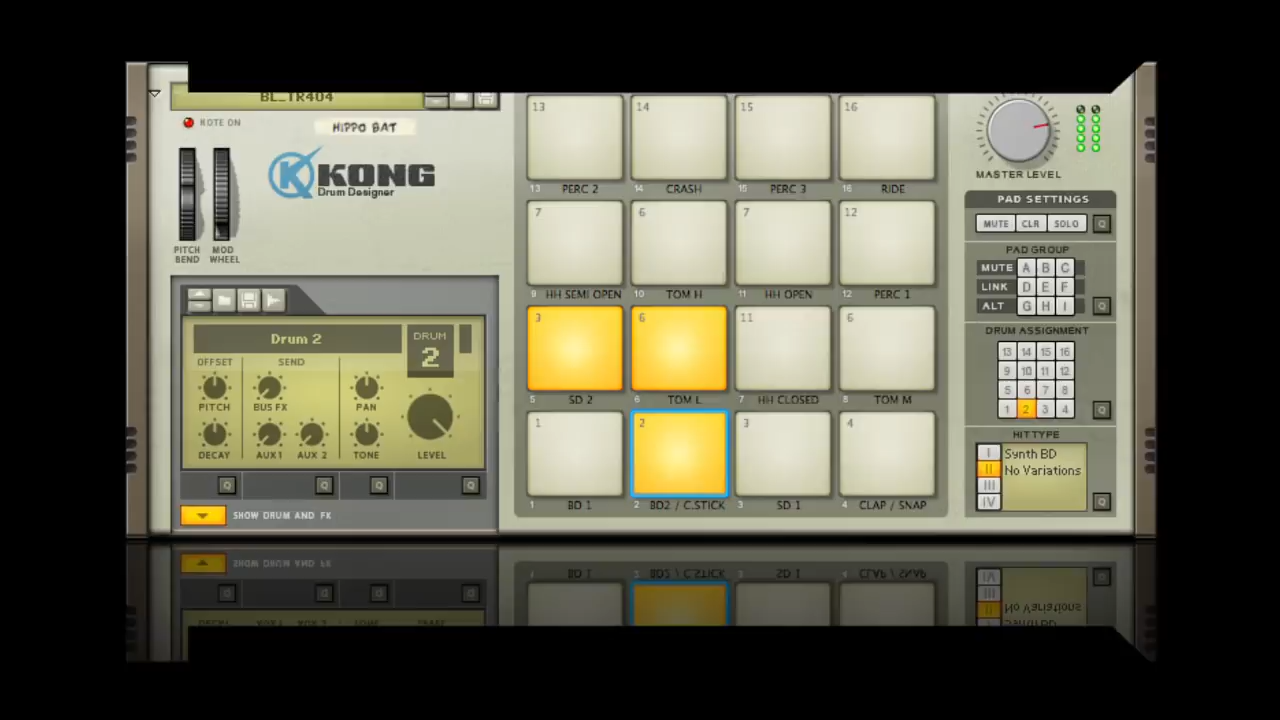 BL_TR404
NOTE ON
HIPPO BAT
KONG
Drum Designer
PITCH BEND
MOD WHEEL
Drum 2
DRUM
2
OFFSET
SEND
PITCH
BUS FX
PAN
DECAY
AUX 1
AUX 2
TONE
LEVEL
Q
Q
Q
Q
SHOW DRUM AND FX
13
14
15
16
13 PERC 2
14 CRASH
15 PERC 3
16 RIDE
7
6
7
12
9 HH SEMI OPEN
10 TOM H
11 HH OPEN
12 PERC 1
3
6
11
6
5 SD 2
6 TOM L
7 HH CLOSED
8 TOM M
1
2
3
4
1 BD 1
2 BD2 / C.STICK
3 SD 1
4 CLAP / SNAP
MASTER LEVEL
PAD SETTINGS
MUTE CLR SOLO Q
PAD GROUP
MUTE A B C
LINK D E F
ALT G H I Q
DRUM ASSIGNMENT
13 14 15 16
9 10 11 12
5 6 7 8
1 2 3 4 Q
HIT TYPE
I Synth BD
II No Variations
III
IV Q